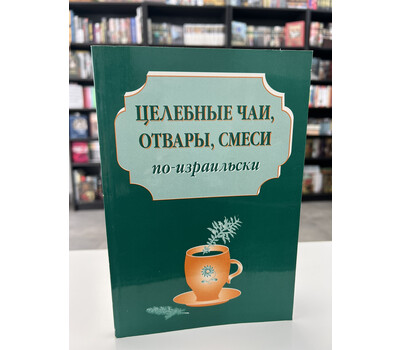 ЦЕЛЕБНЫЕ ЧАИ,
ОТВАРЫ, СМЕСИ
по-израильски